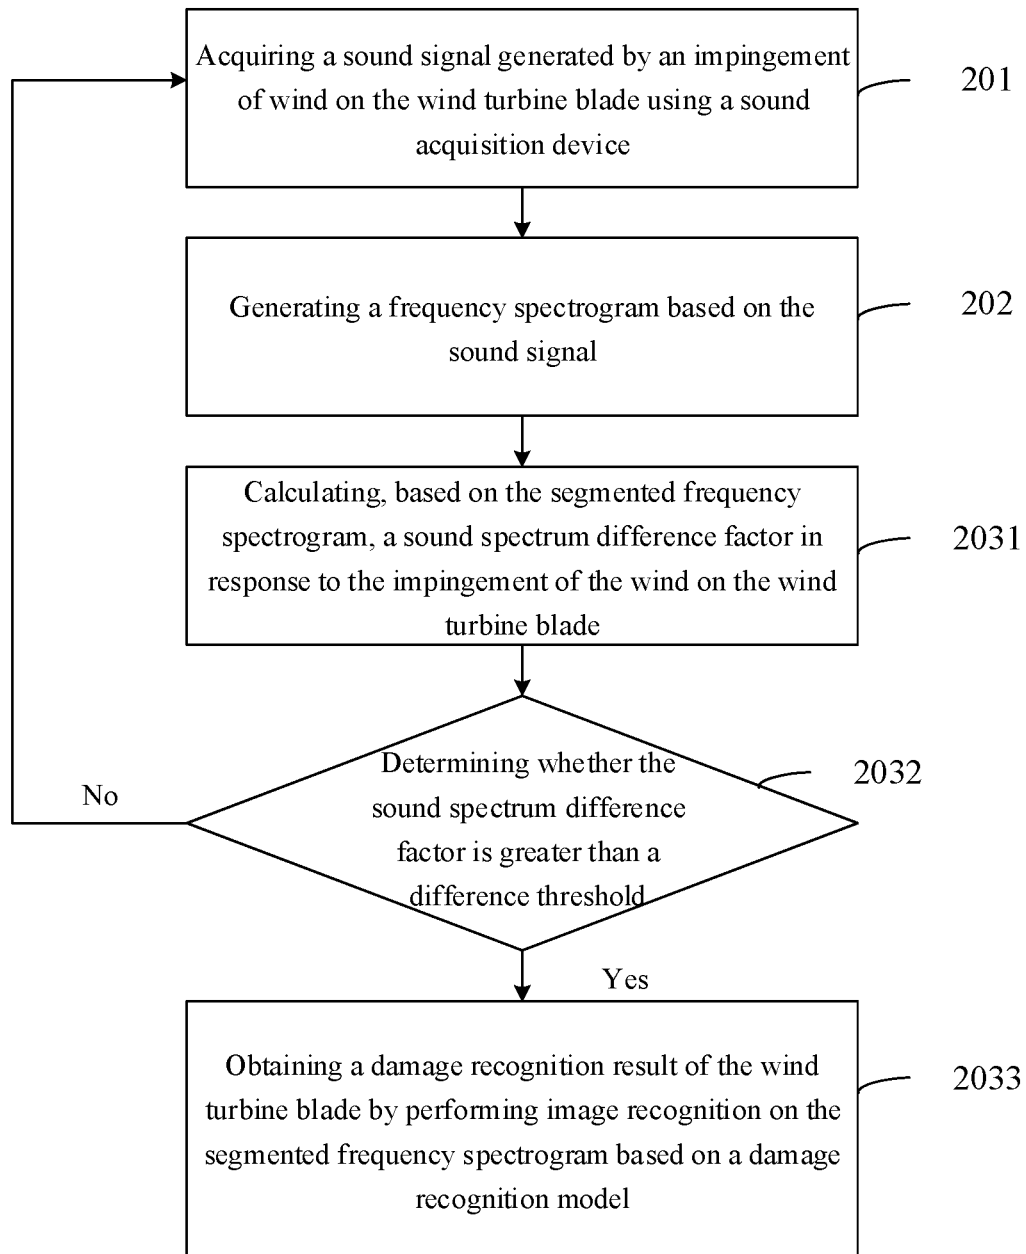 Acquiring a sound signal generated by an impingement
of wind on the wind turbine blade using a sound
acquisition device
201
Generating a frequency spectrogram based on the
sound signal
202
Calculating, based on the segmented frequency
spectrogram, a sound spectrum difference factor in
response to the impingement of the wind on the wind
turbine blade
2031
Determining whether the
sound spectrum difference
factor is greater than a
difference threshold
2032
No
Yes
Obtaining a damage recognition result of the wind
turbine blade by performing image recognition on the
segmented frequency spectrogram based on a damage
recognition model
2033